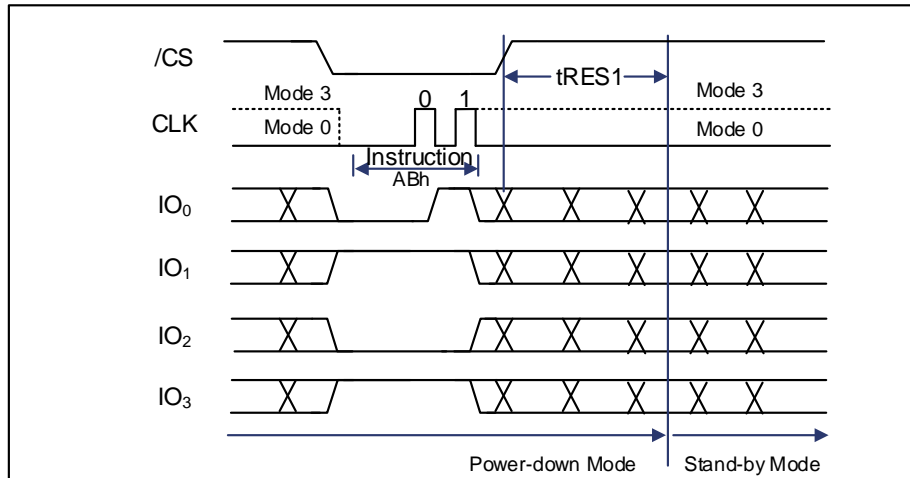 /CS
tRES1
Mode 3
0 1
Mode 3
CLK
Mode 0
Mode 0
Instruction
ABh
IO0
IO1
IO2
IO3
Power-down Mode
Stand-by Mode